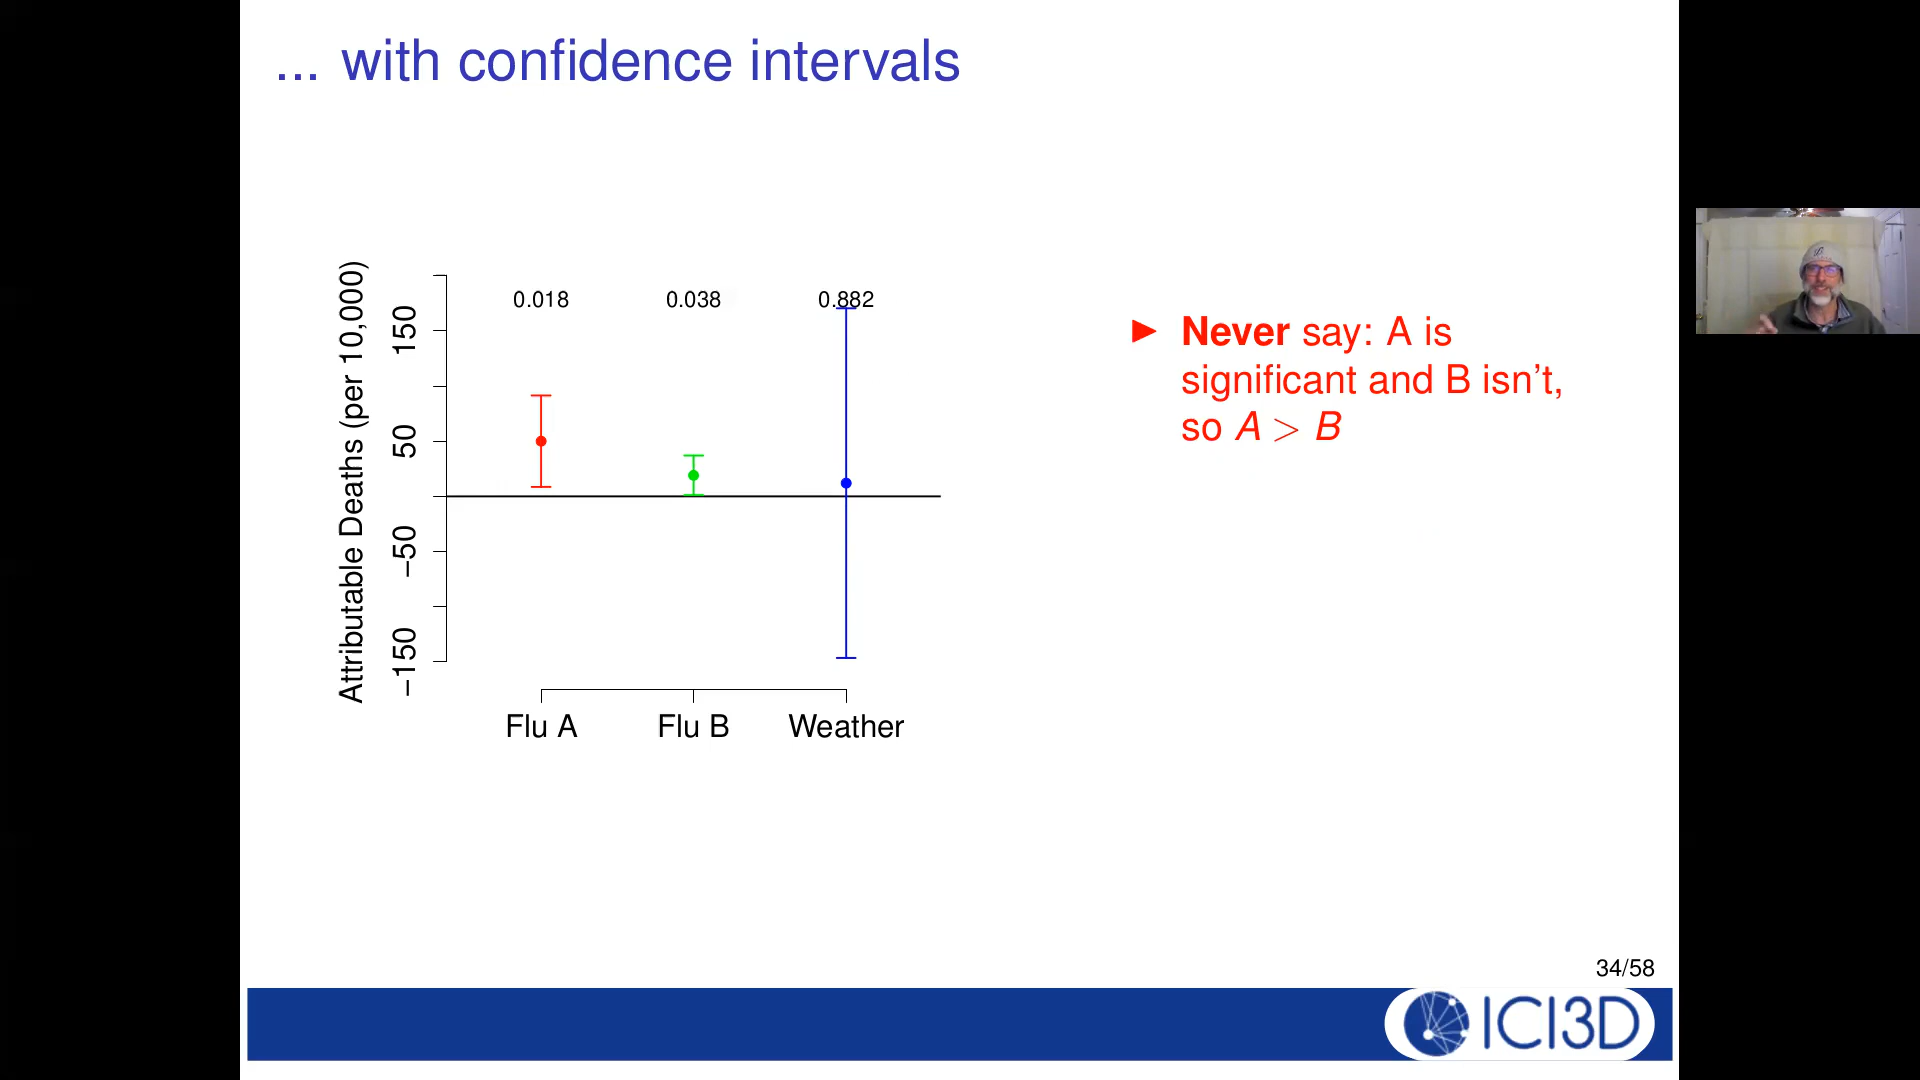 ... with confidence intervals
Attributable Deaths (per 10,000)
150
50
−50
−150
0.018 0.038 0.882
Flu A Flu B Weather
Never say: A is
significant and B isn't,
so A > B
34/58
ICI3D